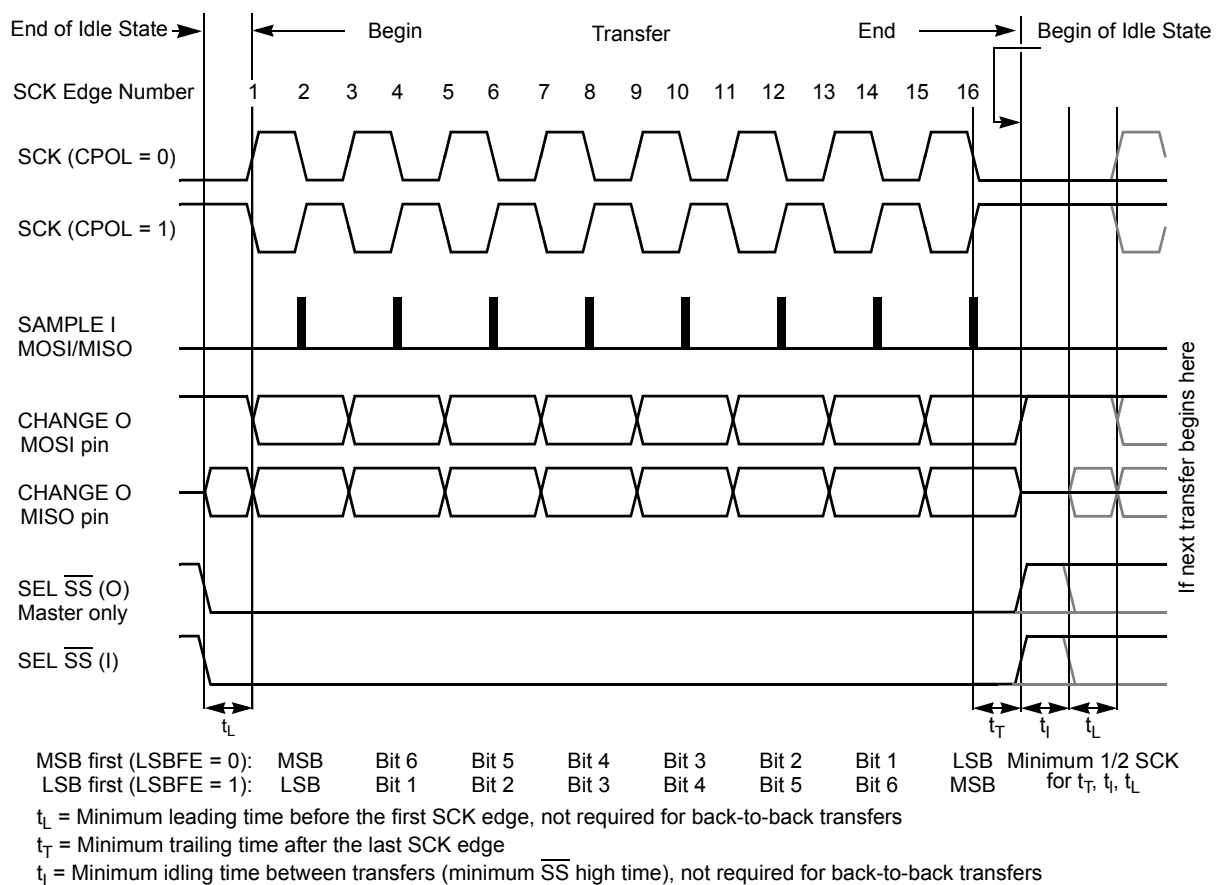 End of Idle State
Begin
Transfer
End
Begin of Idle State
SCK Edge Number
1 2 3 4 5 6 7 8 9 10 11 12 13 14 15 16
SCK (CPOL = 0)
SCK (CPOL = 1)
SAMPLE I
MOSI/MISO
CHANGE O
MOSI pin
CHANGE O
MISO pin
SEL S̅S̅ (O)
Master only
SEL S̅S̅ (I)
If next transfer begins here
tL
tT tI tL
MSB first (LSBFE = 0): MSB Bit 6 Bit 5 Bit 4 Bit 3 Bit 2 Bit 1 LSB Minimum 1/2 SCK
LSB first (LSBFE = 1): LSB Bit 1 Bit 2 Bit 3 Bit 4 Bit 5 Bit 6 MSB for tT, tI, tL
tL = Minimum leading time before the first SCK edge, not required for back-to-back transfers
tT = Minimum trailing time after the last SCK edge
tI = Minimum idling time between transfers (minimum S̅S̅ high time), not required for back-to-back transfers